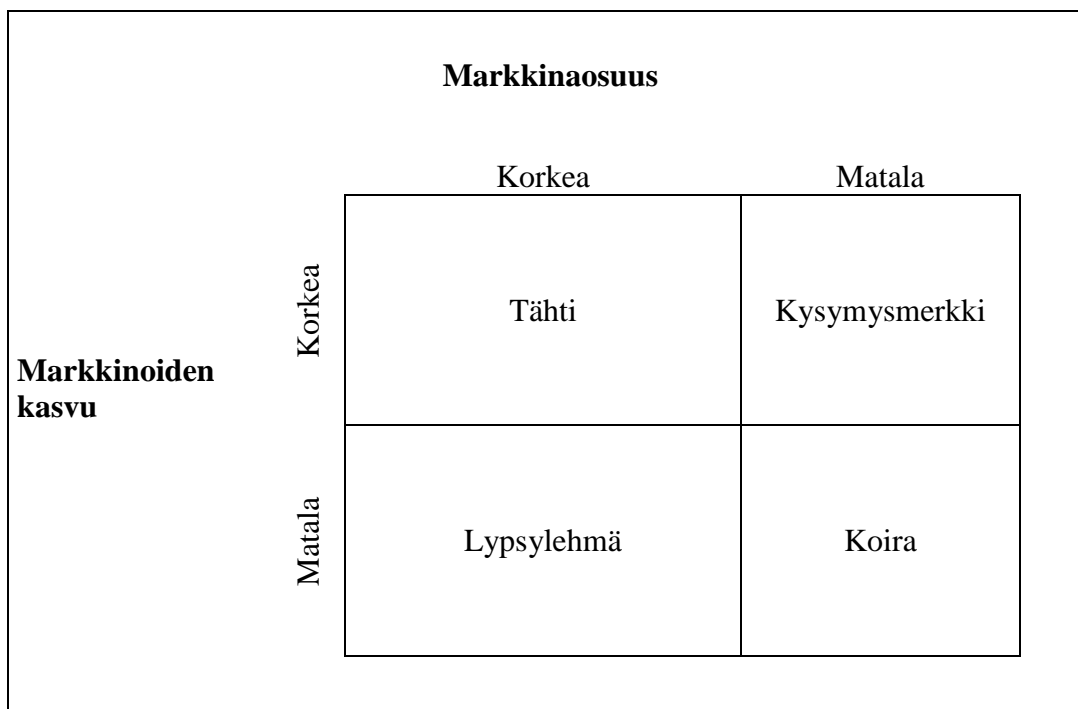 Markkinaosuus
Korkea
Matala
Korkea
Tähti
Kysymysmerkki
Markkinoiden
kasvu
Matala
Lypsylehmä
Koira